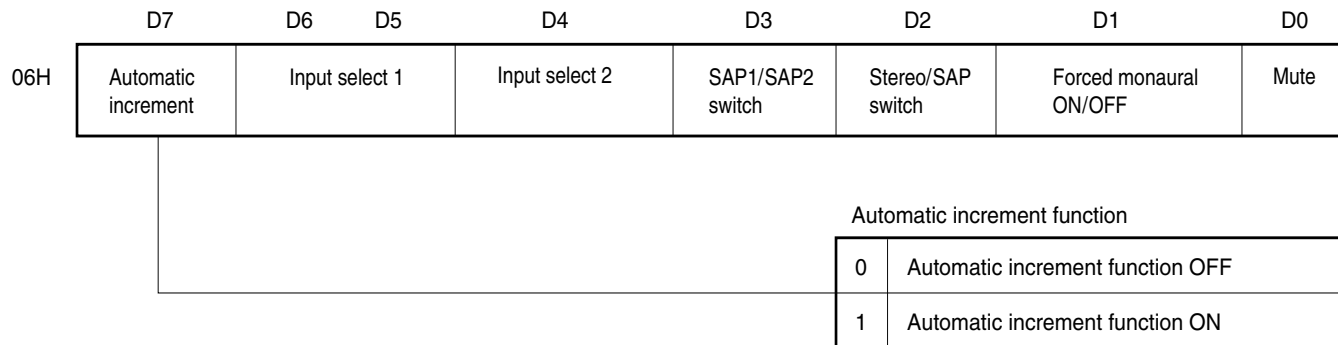 D7 D6 D5 D4 D3 D2 D1 D0
06H Automatic increment Input select 1 Input select 2 SAP1/SAP2 switch Stereo/SAP switch Forced monaural ON/OFF Mute
Automatic increment function
0 Automatic increment function OFF
1 Automatic increment function ON